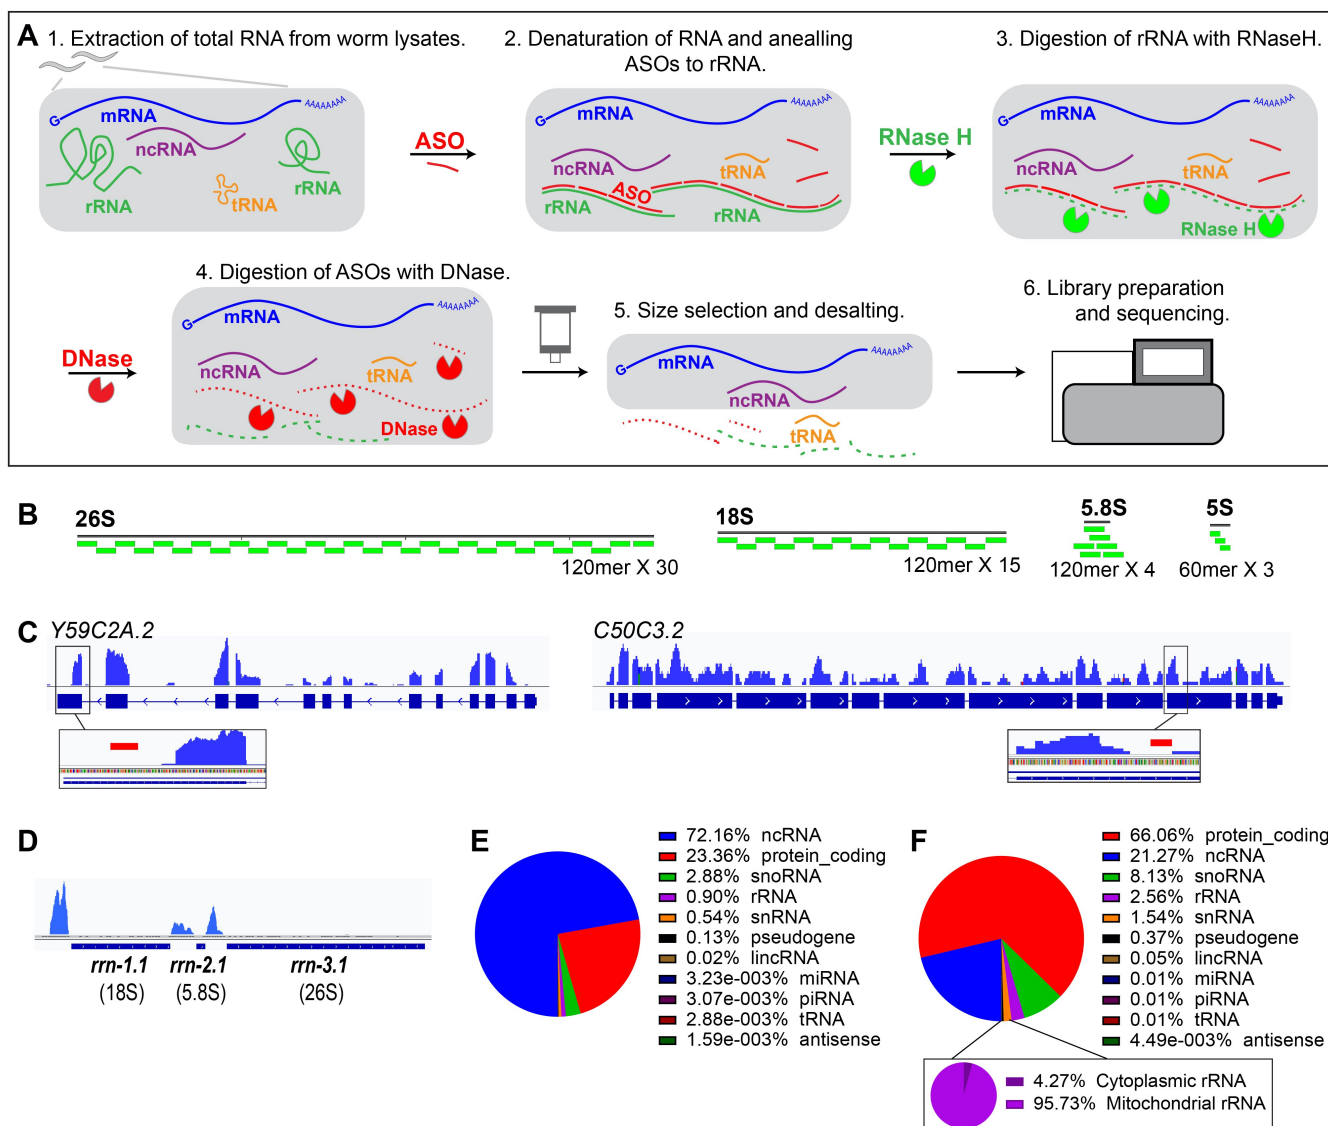 A
1. Extraction of total RNA from worm lysates.
2. Denaturation of RNA and anealling
ASOs to rRNA.
3. Digestion of rRNA with RNaseH.
G
mRNA
AAAAAAAA
ncRNA
rRNA
tRNA
rRNA
ASO
G
mRNA
AAAAAAAA
ncRNA
tRNA
ASO
rRNA
rRNA
RNase H
G
mRNA
AAAAAAAA
ncRNA
tRNA
RNase H
4. Digestion of ASOs with DNase.
DNase
G
mRNA
AAAAAAAA
ncRNA
tRNA
DNase
5. Size selection and desalting.
G
mRNA
AAAAAAAA
ncRNA
tRNA
6. Library preparation
and sequencing.
B
26S
120mer X 30
18S
120mer X 15
5.8S
120mer X 4
5S
60mer X 3
C
Y59C2A.2
C50C3.2
D
rrn-1.1
(18S)
rrn-2.1
(5.8S)
rrn-3.1
(26S)
E
72.16% ncRNA
23.36% protein_coding
2.88% snoRNA
0.90% rRNA
0.54% snRNA
0.13% pseudogene
0.02% lincRNA
3.23e-003% miRNA
3.07e-003% piRNA
2.88e-003% tRNA
1.59e-003% antisense
F
66.06% protein_coding
21.27% ncRNA
8.13% snoRNA
2.56% rRNA
1.54% snRNA
0.37% pseudogene
0.05% lincRNA
0.01% miRNA
0.01% piRNA
0.01% tRNA
4.49e-003% antisense
4.27% Cytoplasmic rRNA
95.73% Mitochondrial rRNA